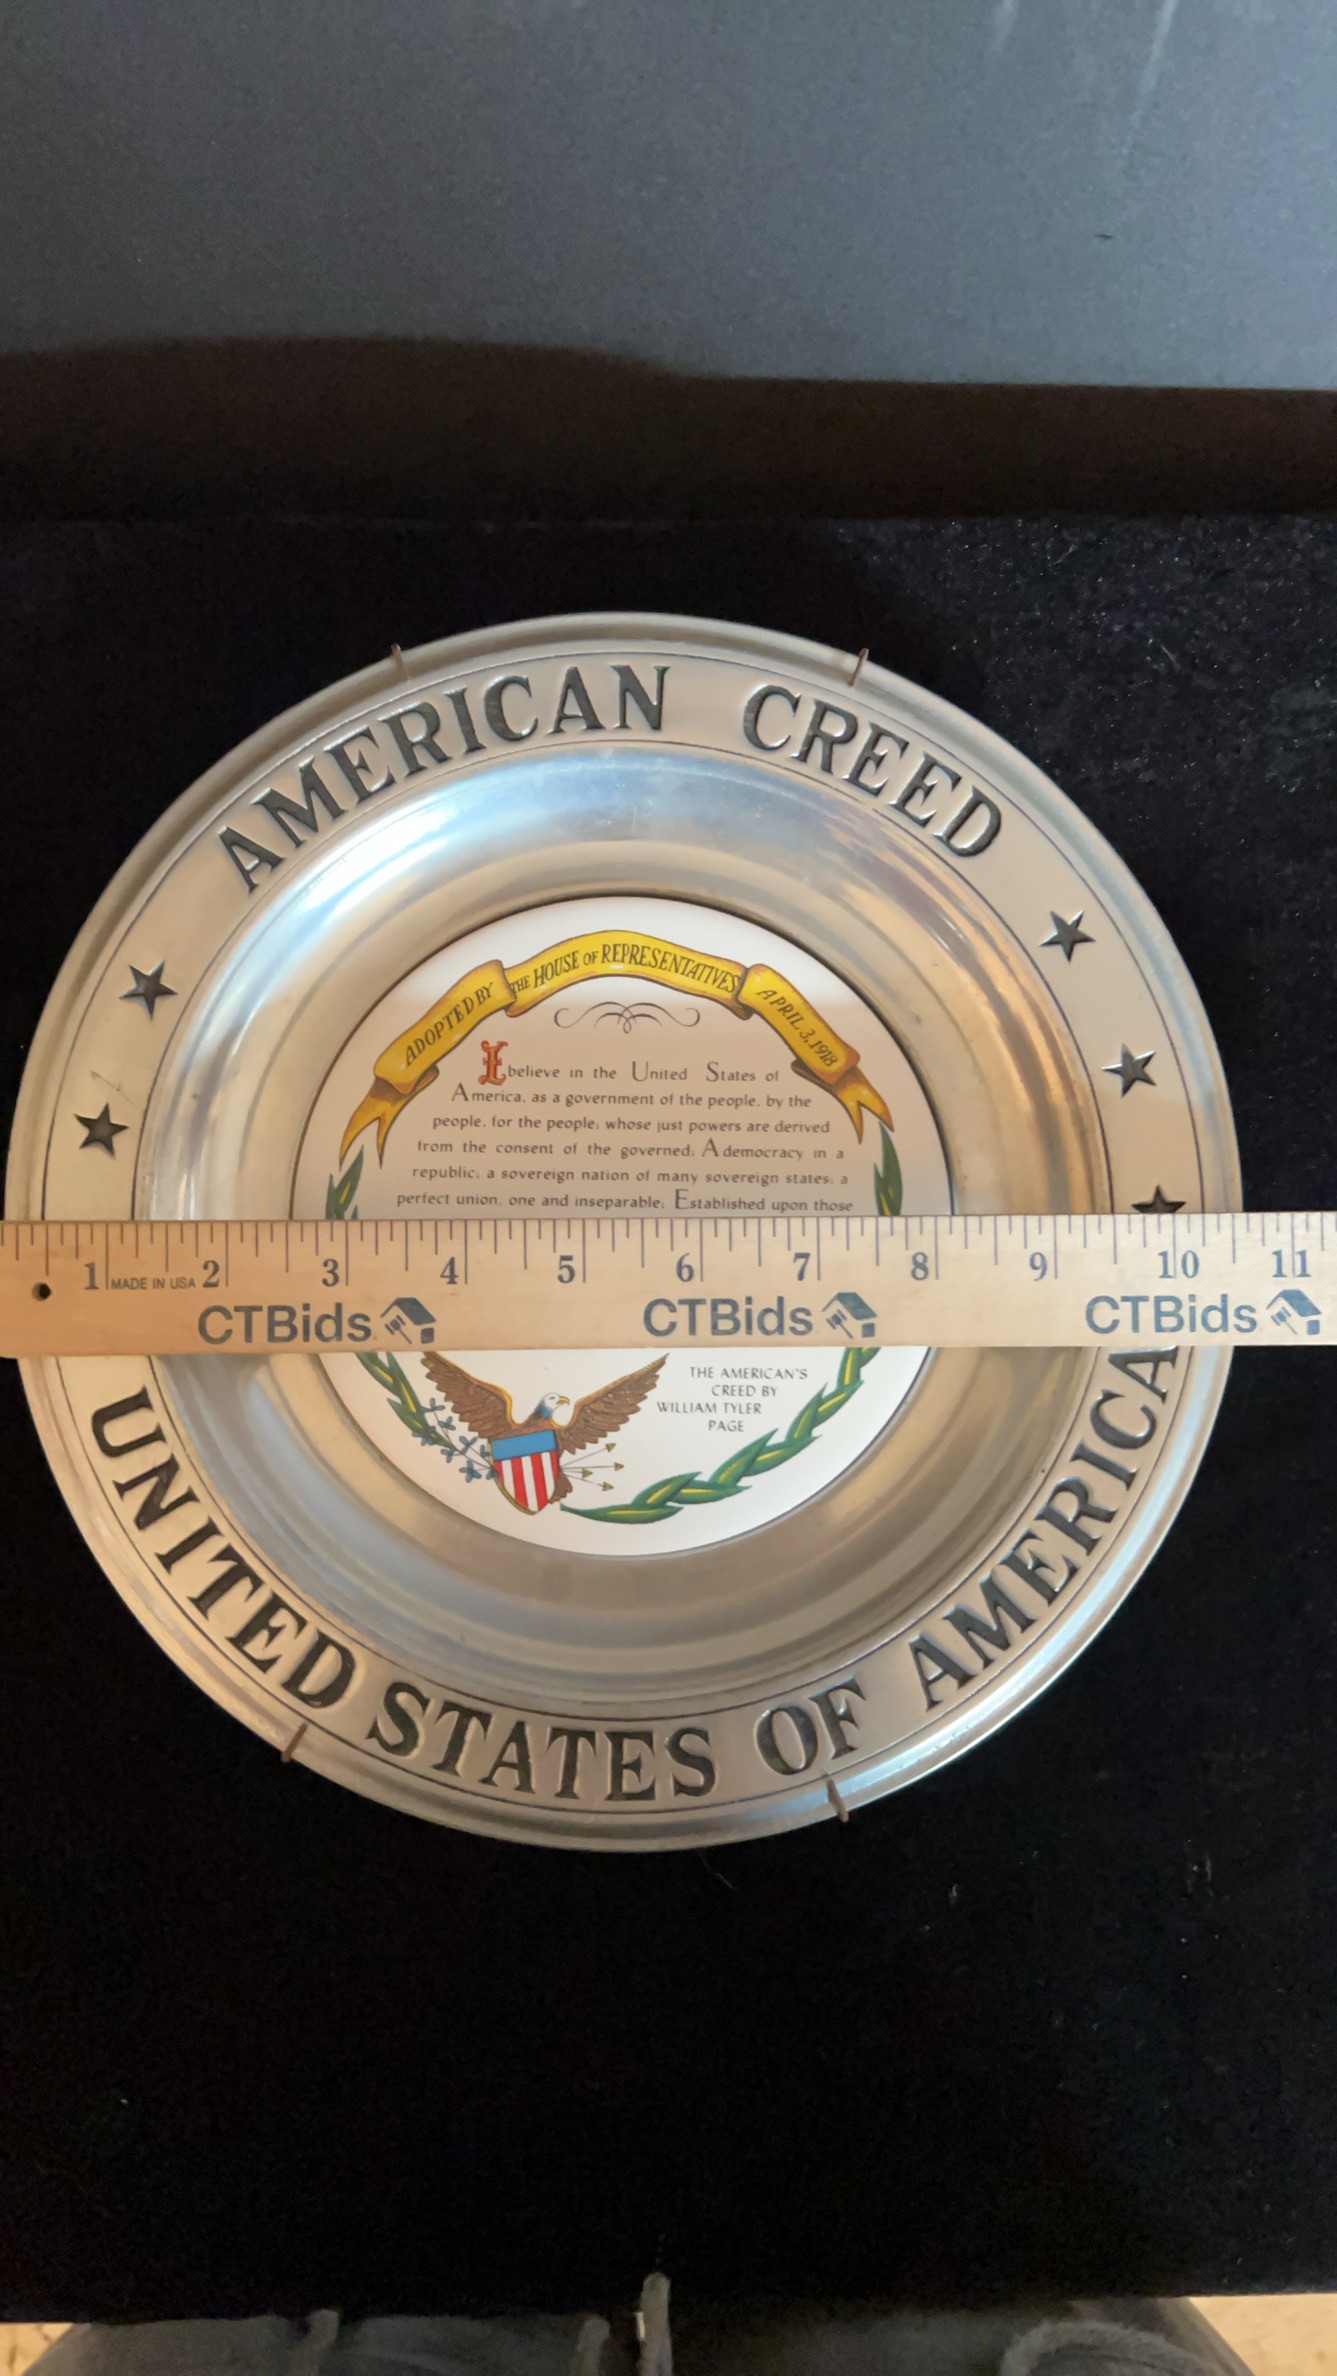 AMERICAN CREED
ADOPTED BY THE HOUSE OF REPRESENTATIVES APRIL 3, 1918
I believe in the United States of
America, as a government of the people, by the
people, for the people; whose just powers are derived
from the consent of the governed; A democracy in a
republic; a sovereign nation of many sovereign states; a
perfect union, one and inseparable; Established upon those
1 MADE IN USA 2 3 4 5 6 7 8 9 10 11
CTBids CTBids CTBids
THE AMERICAN'S
CREED BY
WILLIAM TYLER
PAGE
UNITED STATES OF AMERICA